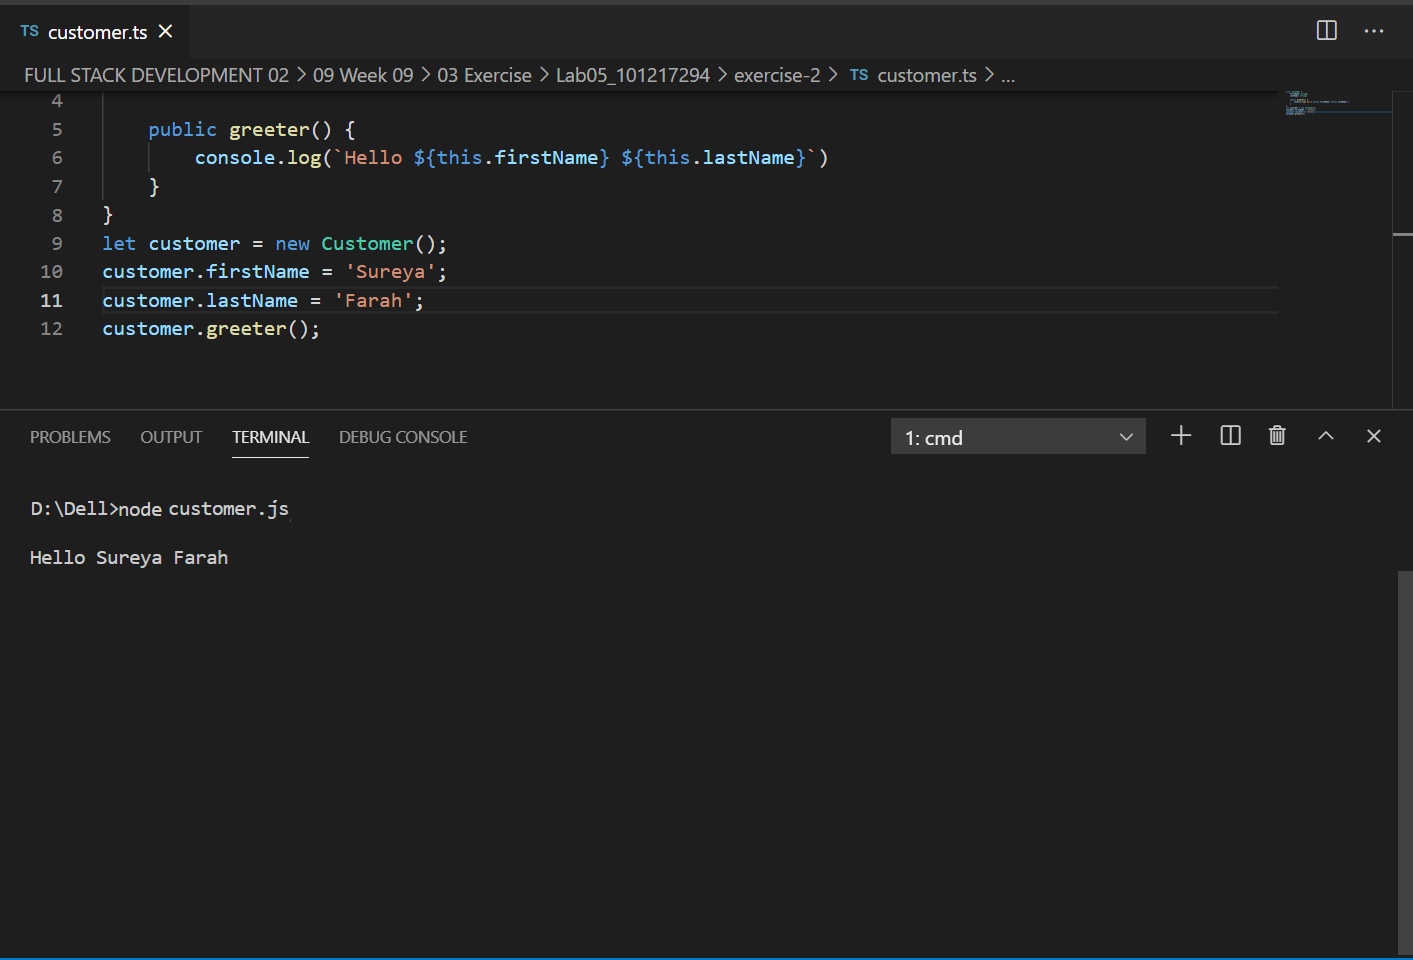 TS customer.ts
FULL STACK DEVELOPMENT 02 > 09 Week 09 > 03 Exercise > Lab05_101217294 > exercise-2 > TS customer.ts > ...
4
5 public greeter() {
6 console.log(`Hello ${this.firstName} ${this.lastName}`)
7 }
8 }
9 let customer = new Customer();
10 customer.firstName = 'Sureya';
11 customer.lastName = 'Farah';
12 customer.greeter();
PROBLEMS OUTPUT TERMINAL DEBUG CONSOLE 1: cmd
D:\Dell>node customer.js
Hello Sureya Farah